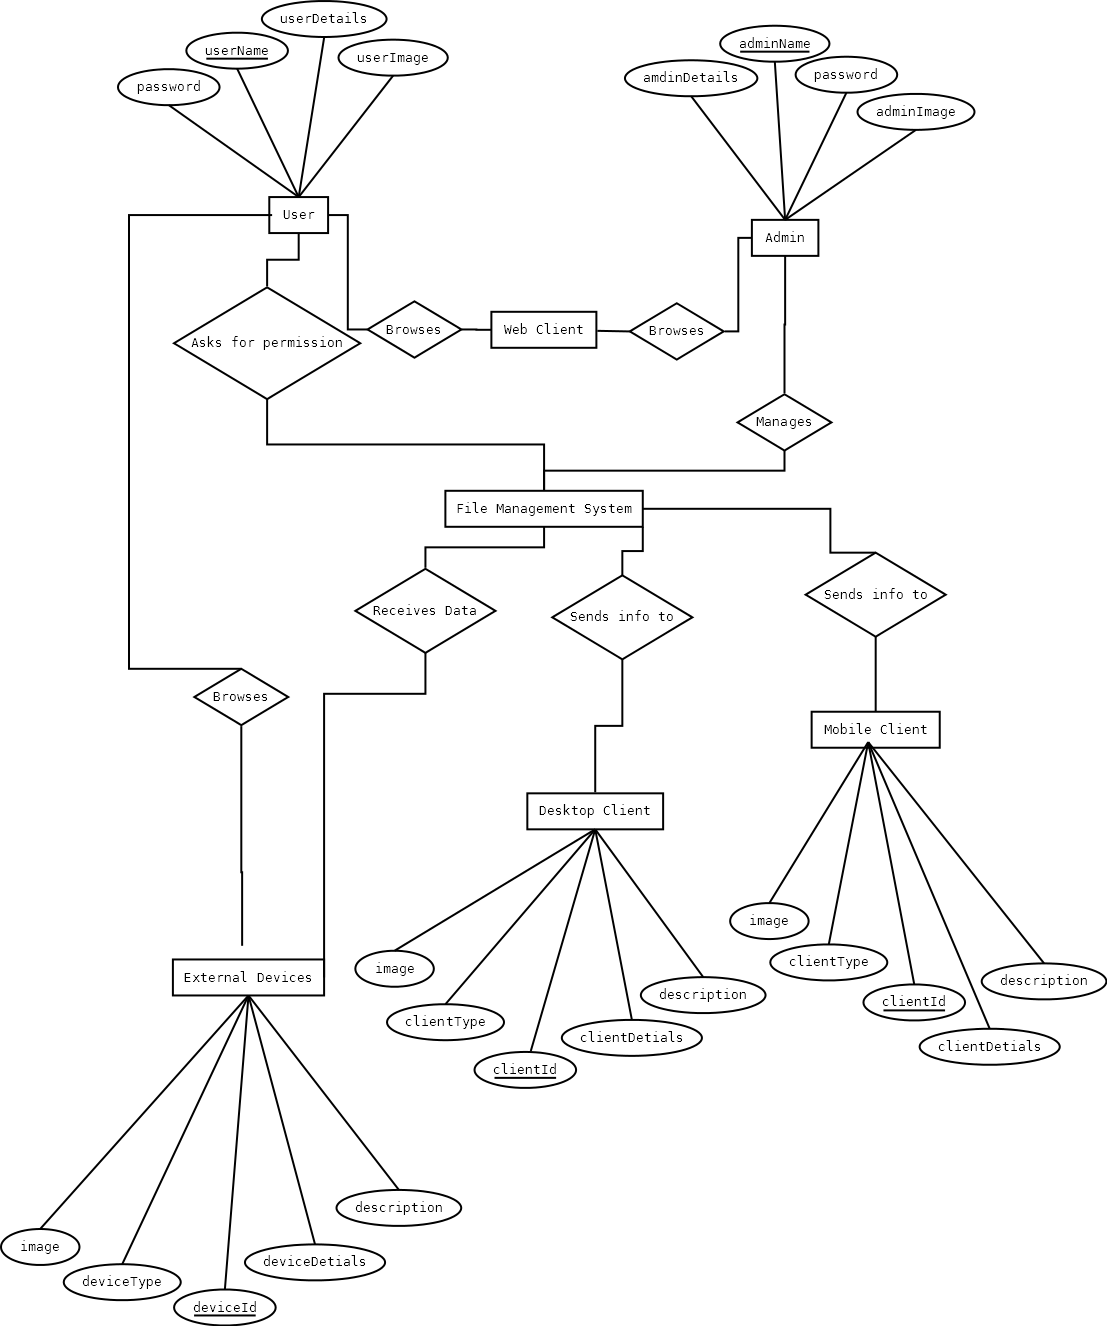 userDetails
userName
userImage
password
adminName
amdinDetails
password
adminImage
User
Admin
Browses
Web Client
Browses
Asks for permission
Manages
File Management System
Sends info to
Receives Data
Sends info to
Browses
Mobile Client
Desktop Client
image
clientType
description
clientId
clientDetials
External Devices
image
description
clientType
clientDetials
clientId
description
image
deviceDetials
deviceType
deviceId